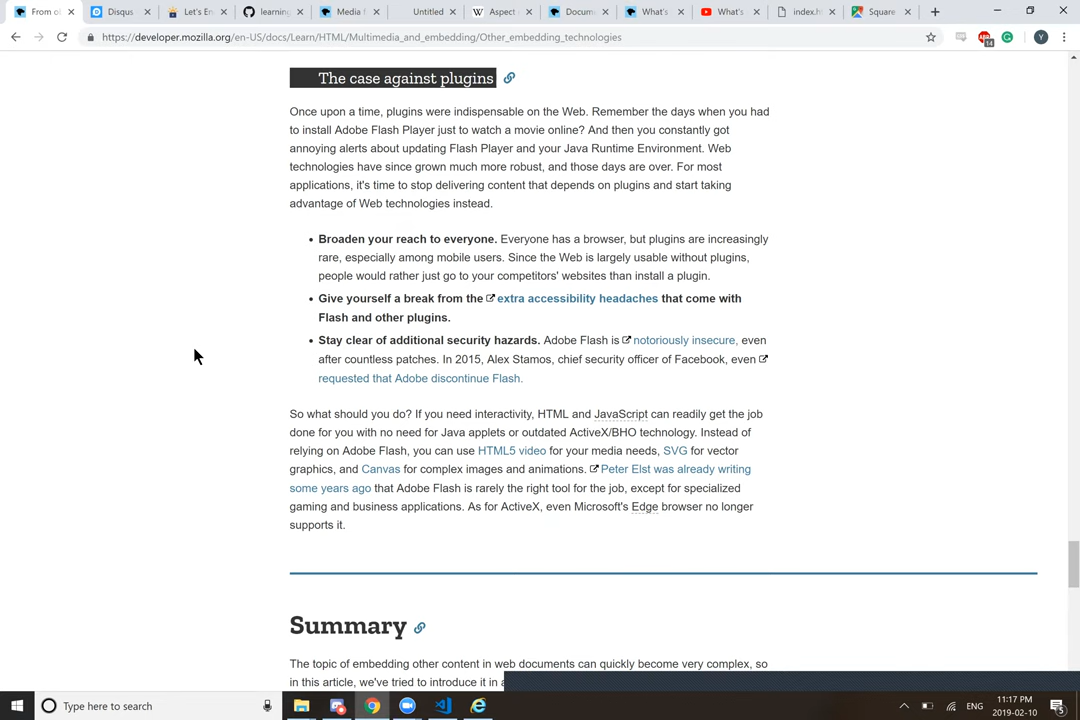 From ol
Disqus
Let's En
learning
Media f
Untitled
Aspect
Docum
What's
What's
index.h
Square
https://developer.mozilla.org/en-US/docs/Learn/HTML/Multimedia_and_embedding/Other_embedding_technologies
14
Y
The case against plugins
Once upon a time, plugins were indispensable on the Web. Remember the days when you had
to install Adobe Flash Player just to watch a movie online? And then you constantly got
annoying alerts about updating Flash Player and your Java Runtime Environment. Web
technologies have since grown much more robust, and those days are over. For most
applications, it's time to stop delivering content that depends on plugins and start taking
advantage of Web technologies instead.
• Broaden your reach to everyone. Everyone has a browser, but plugins are increasingly
rare, especially among mobile users. Since the Web is largely usable without plugins,
people would rather just go to your competitors' websites than install a plugin.
• Give yourself a break from the extra accessibility headaches that come with
Flash and other plugins.
• Stay clear of additional security hazards. Adobe Flash is notoriously insecure, even
after countless patches. In 2015, Alex Stamos, chief security officer of Facebook, even
requested that Adobe discontinue Flash.
So what should you do? If you need interactivity, HTML and JavaScript can readily get the job
done for you with no need for Java applets or outdated ActiveX/BHO technology. Instead of
relying on Adobe Flash, you can use HTML5 video for your media needs, SVG for vector
graphics, and Canvas for complex images and animations. Peter Elst was already writing
some years ago that Adobe Flash is rarely the right tool for the job, except for specialized
gaming and business applications. As for ActiveX, even Microsoft's Edge browser no longer
supports it.
Summary
The topic of embedding other content in web documents can quickly become very complex, so
in this article, we've tried to introduce it in a
Type here to search
ENG
11:17 PM
2019-02-10
5